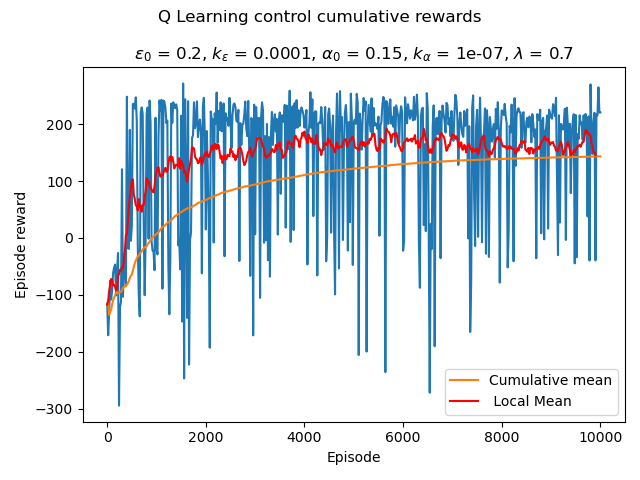 Q Learning control cumulative rewards
ε₀ = 0.2, kε = 0.0001, α₀ = 0.15, kα = 1e-07, λ = 0.7
Episode reward
200
100
0
−100
−200
−300
0
2000
4000
6000
8000
10000
Episode
Cumulative mean
Local Mean